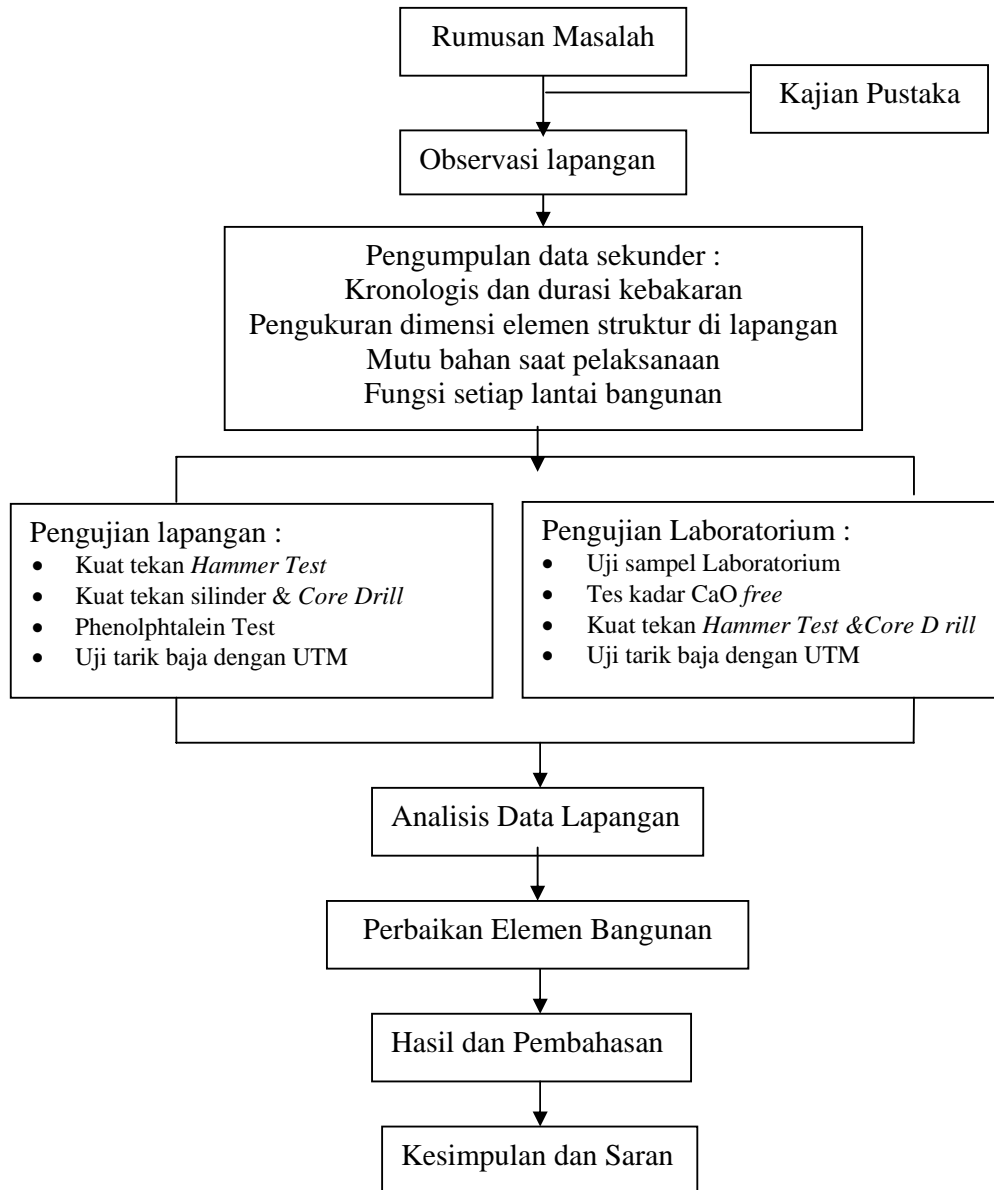 Rumusan Masalah
Kajian Pustaka
Observasi lapangan
Pengumpulan data sekunder :
Kronologis dan durasi kebakaran
Pengukuran dimensi elemen struktur di lapangan
Mutu bahan saat pelaksanaan
Fungsi setiap lantai bangunan
Pengujian lapangan :
• Kuat tekan Hammer Test
• Kuat tekan silinder & Core Drill
• Phenolphtalein Test
• Uji tarik baja dengan UTM
Pengujian Laboratorium :
• Uji sampel Laboratorium
• Tes kadar CaO free
• Kuat tekan Hammer Test &Core D rill
• Uji tarik baja dengan UTM
Analisis Data Lapangan
Perbaikan Elemen Bangunan
Hasil dan Pembahasan
Kesimpulan dan Saran